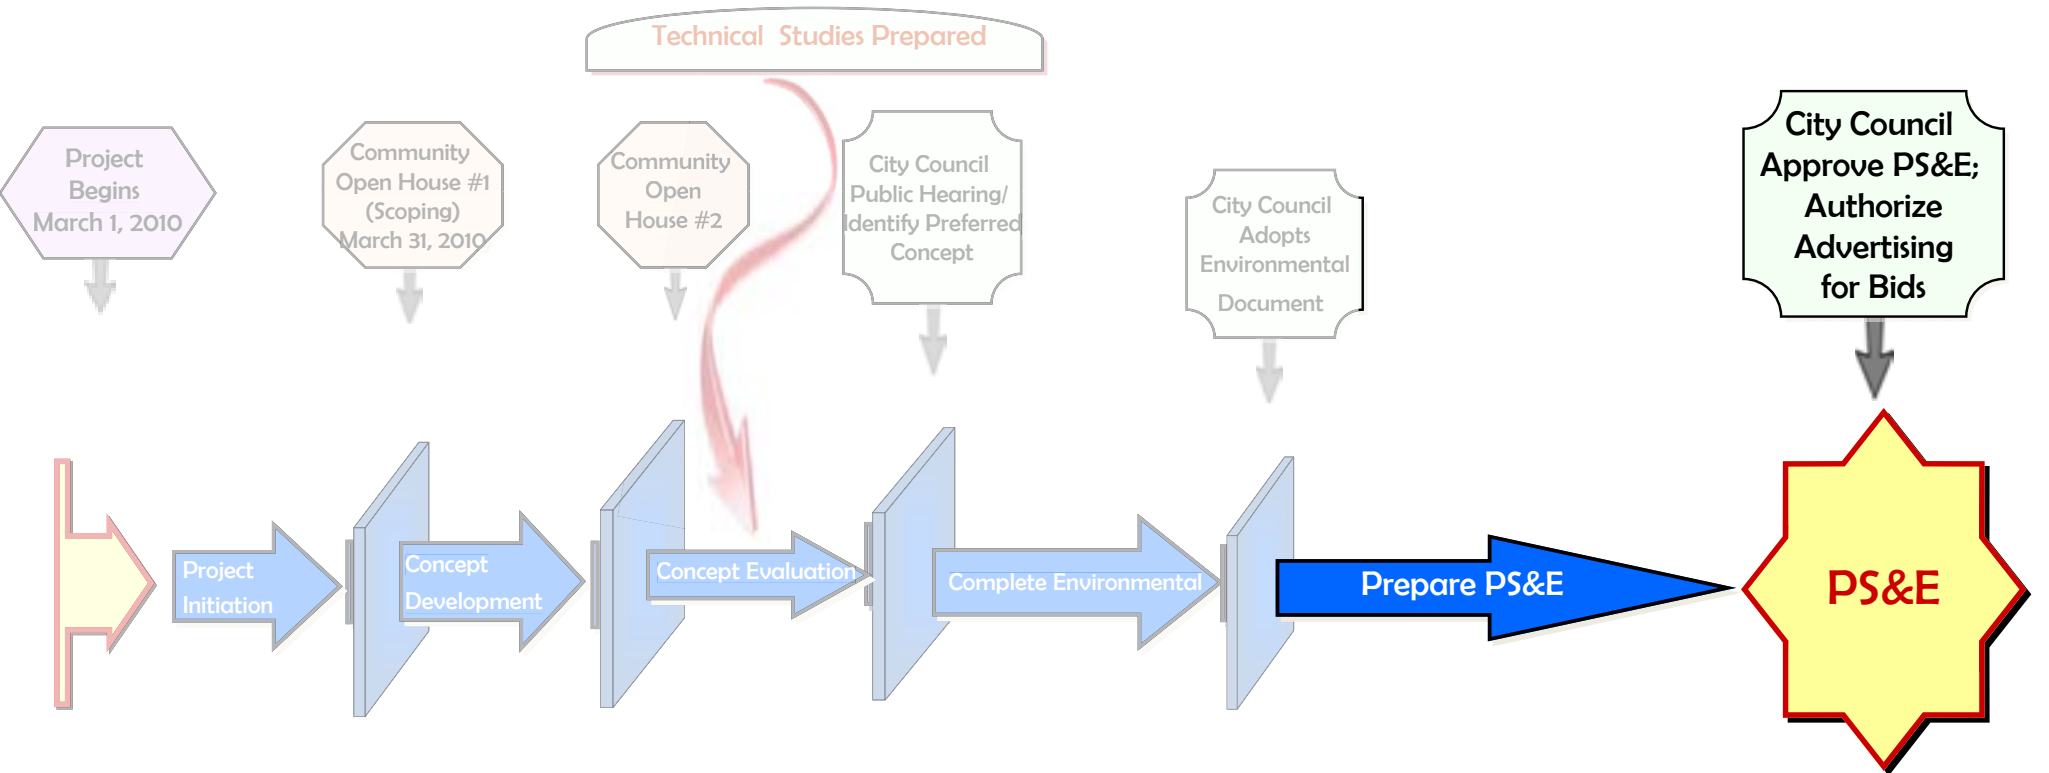 Technical Studies Prepared
Project
Begins
March 1, 2010
Community
Open House #1
(Scoping)
March 31, 2010
Community
Open
House #2
City Council
Public Hearing/
Identify Preferred
Concept
City Council
Adopts
Environmental
Document
City Council
Approve PS&E;
Authorize
Advertising
for Bids
Project
Initiation
Concept
Development
Concept Evaluation
Complete Environmental
Prepare PS&E
PS&E